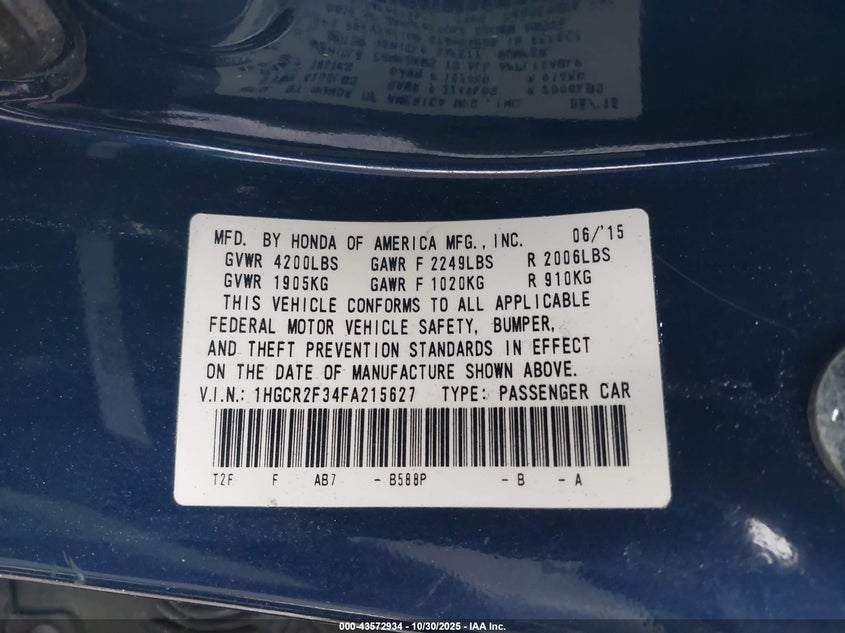 MFD. BY HONDA OF AMERICA MFG., INC. 06/'15
GVWR 4200LBS GAWR F 2249LBS R 2006LBS
GVWR 1905KG GAWR F 1020KG R 910KG
THIS VEHICLE CONFORMS TO ALL APPLICABLE
FEDERAL MOTOR VEHICLE SAFETY, BUMPER,
AND THEFT PREVENTION STANDARDS IN EFFECT
ON THE DATE OF MANUFACTURE SHOWN ABOVE.
V.I.N.: 1HGCR2F34FA215627 TYPE: PASSENGER CAR
T2F F AB7 - B588P - B - A
000-43572934 | 10/30/2025 - IAA Inc.